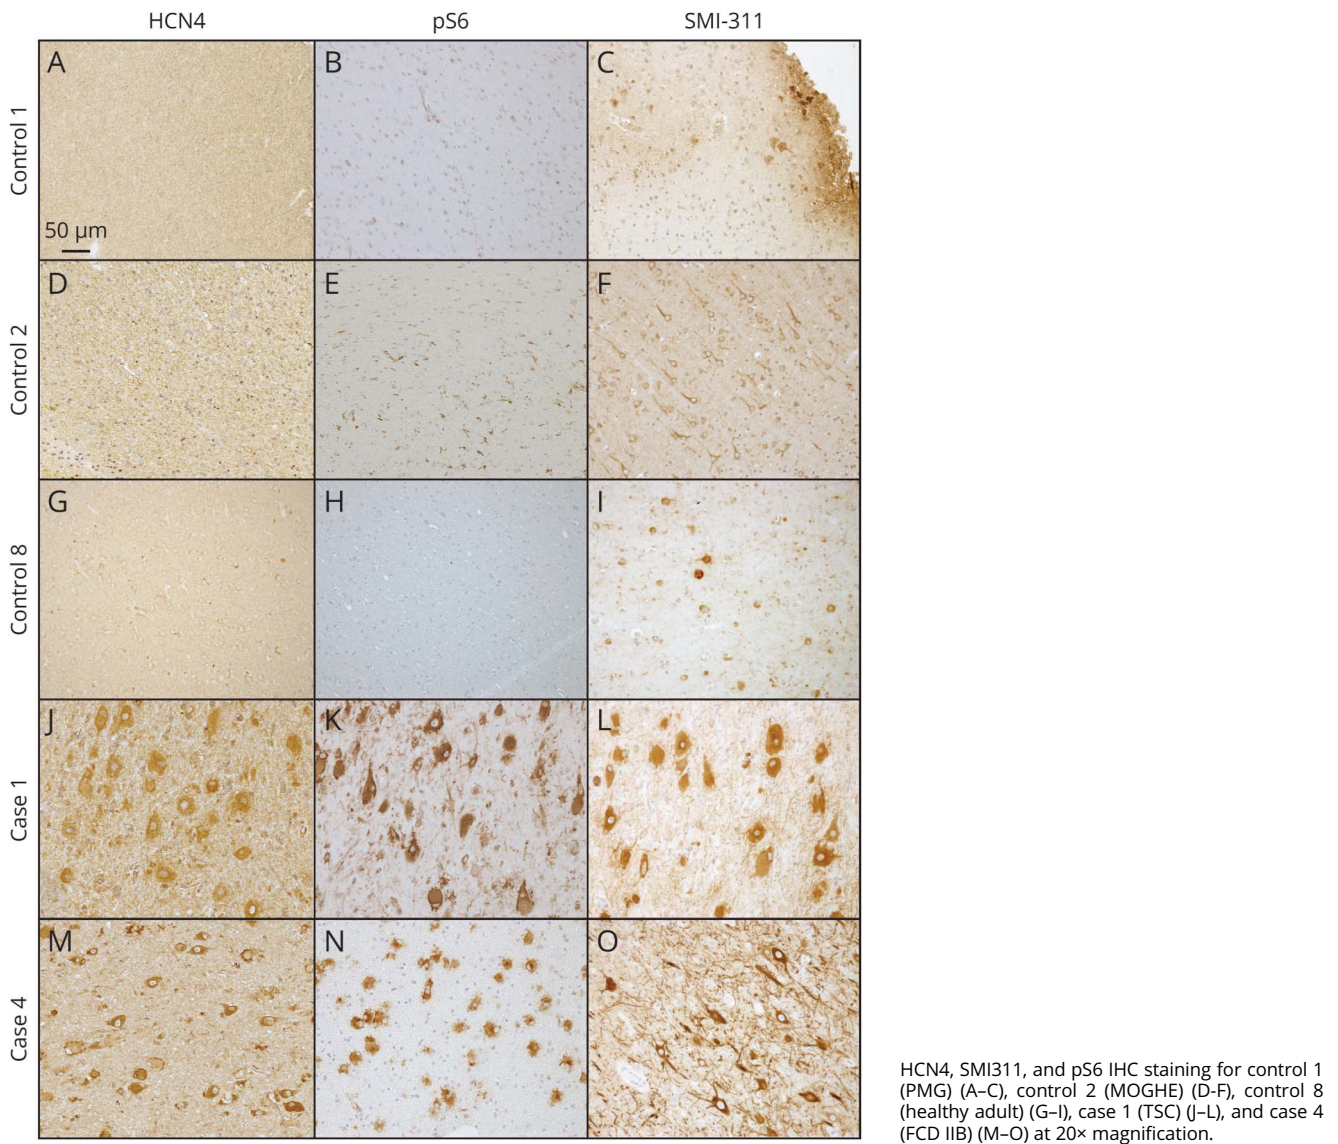 HCN4 pS6 SMI-311
Control 1
A B C
50 µm
Control 2
D E F
Control 8
G H I
Case 1
J K L
Case 4
M N O
HCN4, SMI311, and pS6 IHC staining for control 1
(PMG) (A–C), control 2 (MOGHE) (D-F), control 8
(healthy adult) (G–I), case 1 (TSC) (J–L), and case 4
(FCD IIB) (M–O) at 20× magnification.